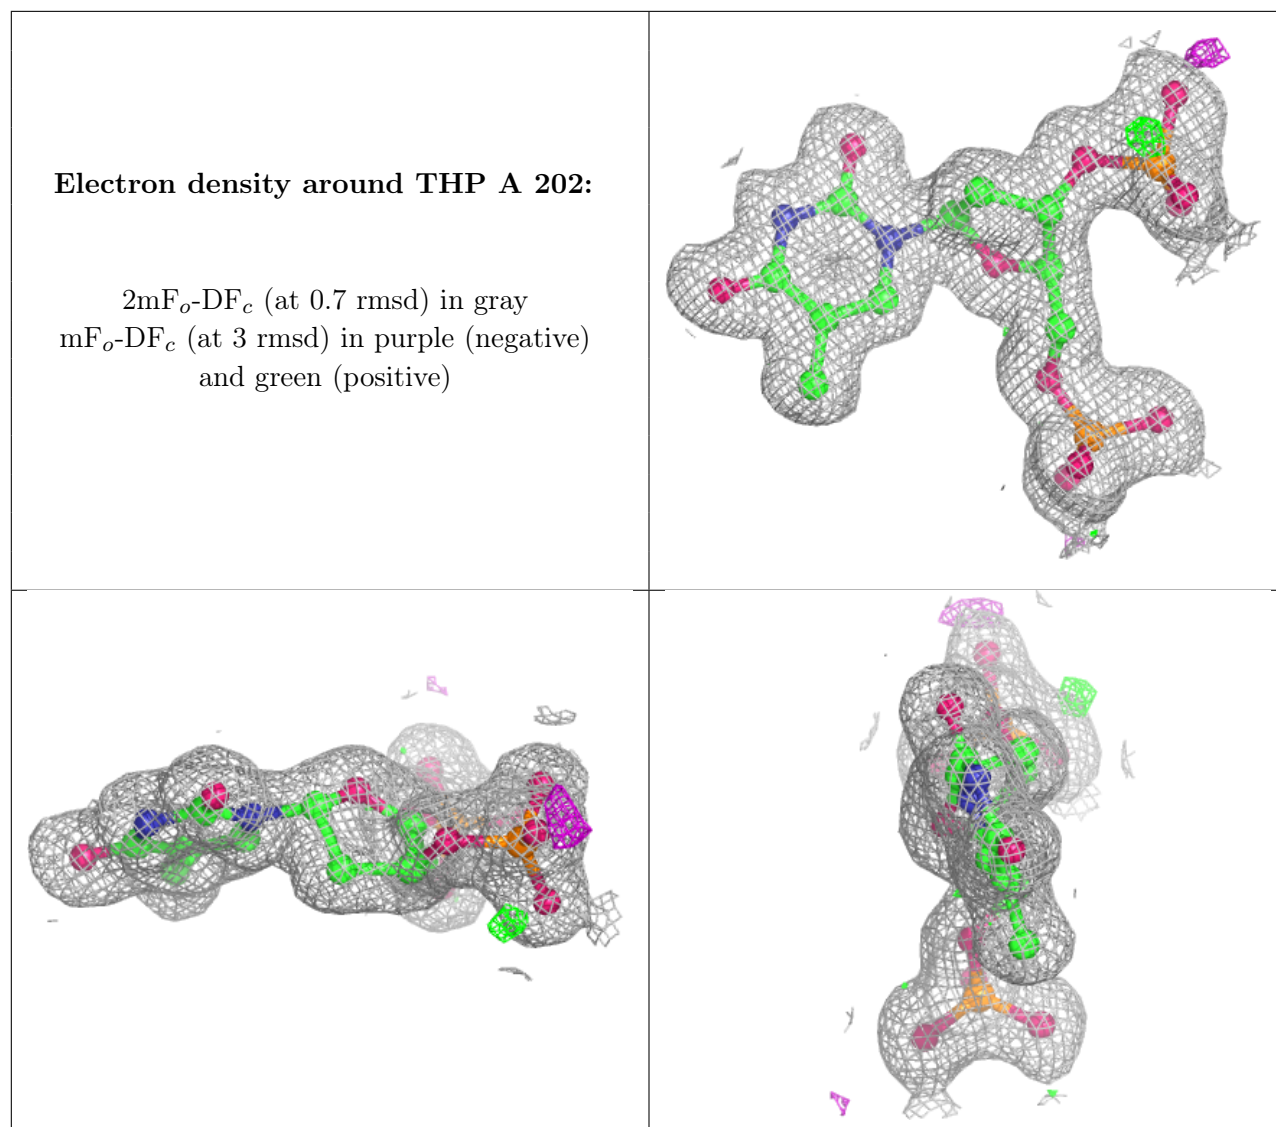 Electron density around THP A 202:
2mFo-DFc (at 0.7 rmsd) in gray
mFo-DFc (at 3 rmsd) in purple (negative)
and green (positive)